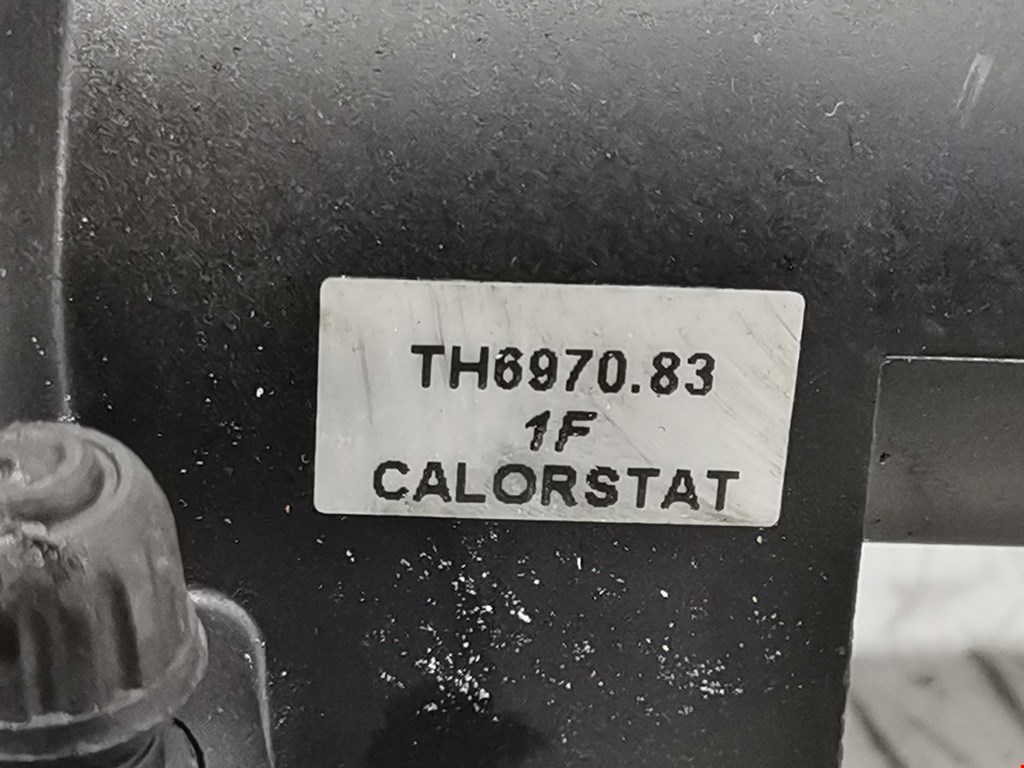 TH6970.83
1F
CALORSTAT